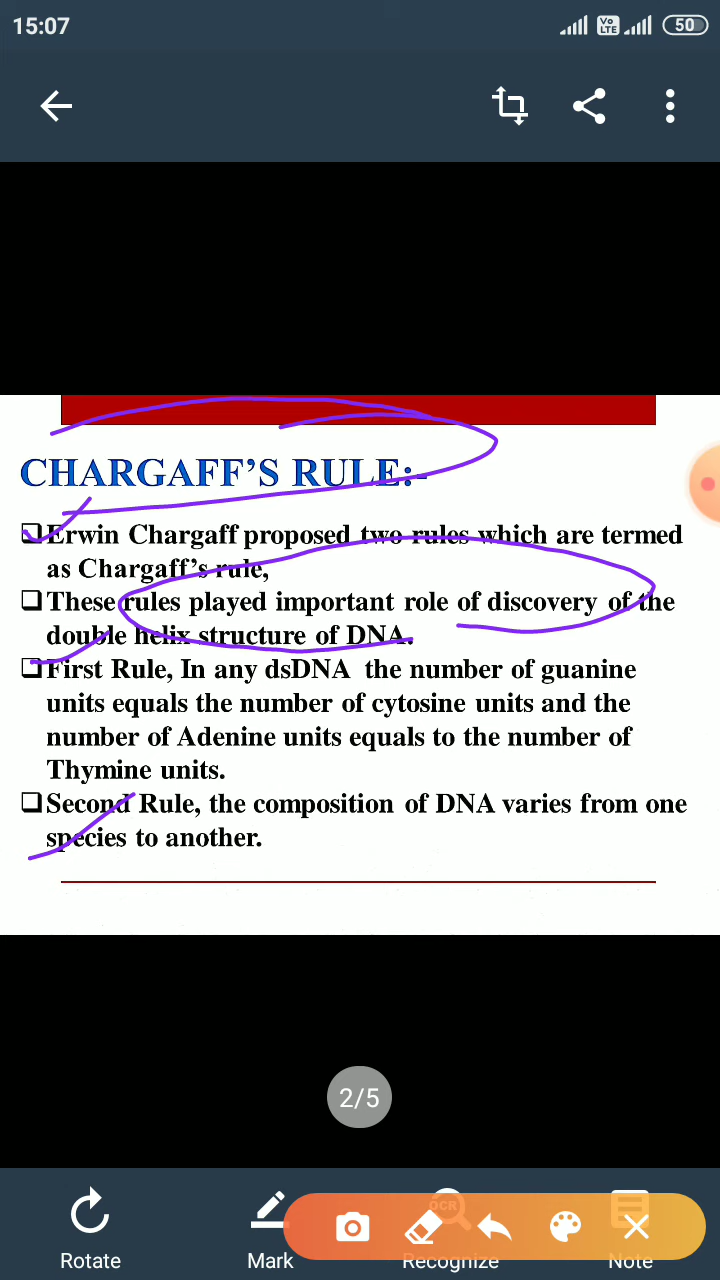 15:07
Vo
LTE
50
CHARGAFF’S RULE:-
❑Erwin Chargaff proposed two rules which are termed
as Chargaff’s rule,
❑These rules played important role of discovery of the
double helix structure of DNA.
❑First Rule, In any dsDNA the number of guanine
units equals the number of cytosine units and the
number of Adenine units equals to the number of
Thymine units.
❑Second Rule, the composition of DNA varies from one
species to another.
2/5
OCR
Rotate
Mark
Recognize
Note